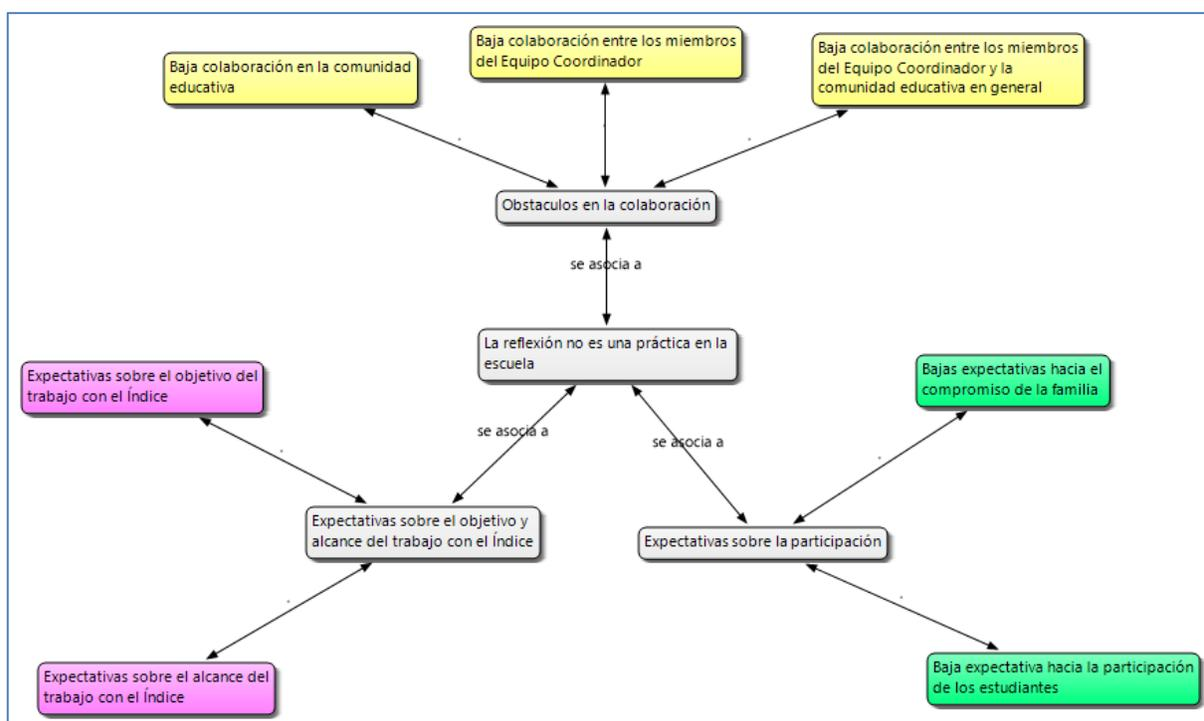 Baja colaboración en la comunidad
educativa
Baja colaboración entre los miembros
del Equipo Coordinador
Baja colaboración entre los miembros
del Equipo Coordinador y la
comunidad educativa en general
Obstaculos en la colaboración
se asocia a
La reflexión no es una práctica en la
escuela
Expectativas sobre el objetivo del
trabajo con el Índice
Bajas expectativas hacia el
compromiso de la familia
se asocia a
se asocia a
Expectativas sobre el objetivo y
alcance del trabajo con el Índice
Expectativas sobre la participación
Expectativas sobre el alcance del
trabajo con el Índice
Baja expectativa hacia la participación
de los estudiantes